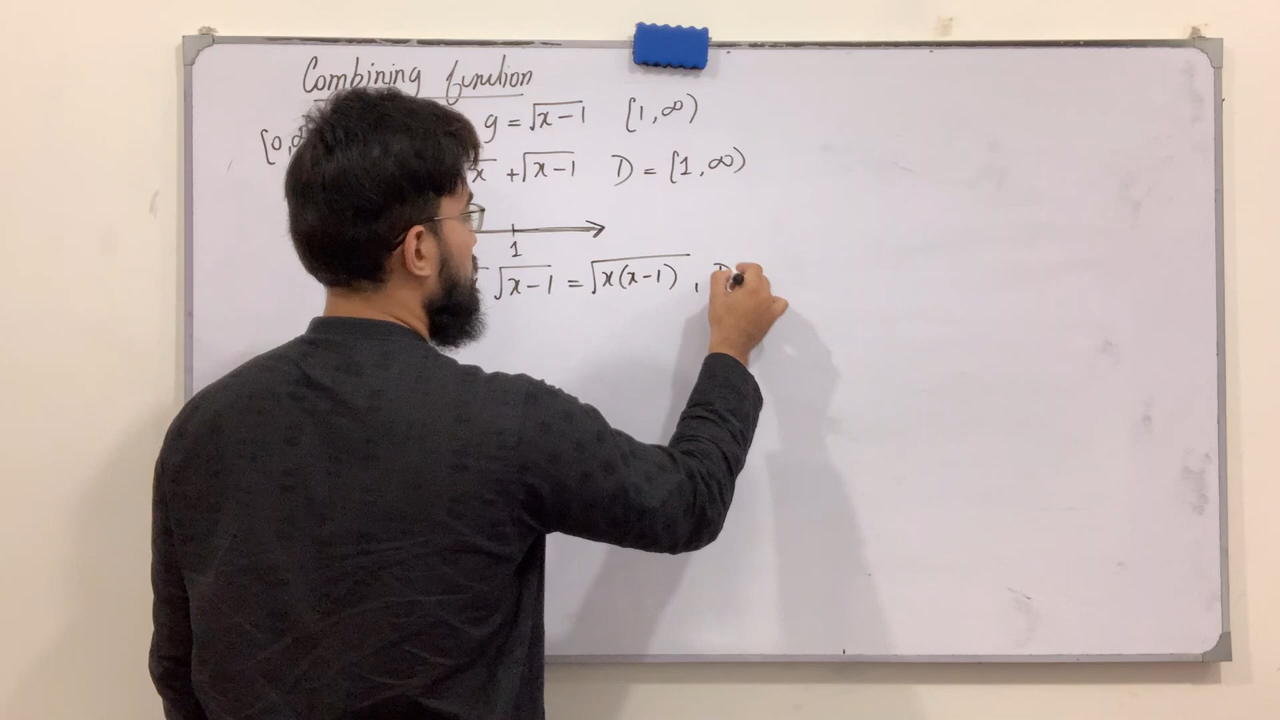 Combining function
[0,∞ g = √x-1 [1,∞)
x + √x-1 D = [1,∞)
1
√x-1 = √x(x-1) , D